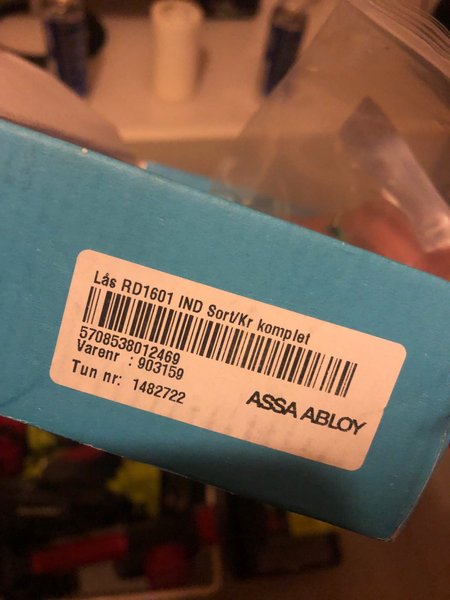 Lås RD1601 IND Sort/Kr komplet
5708538012469
Varenr : 903159
Tun nr: 1482722
ASSA ABLOY